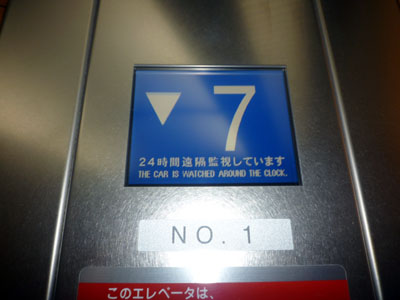 ▼ 7
24時間遠隔監視しています
THE CAR IS WATCHED AROUND THE CLOCK.
NO. 1
このエレベータは、